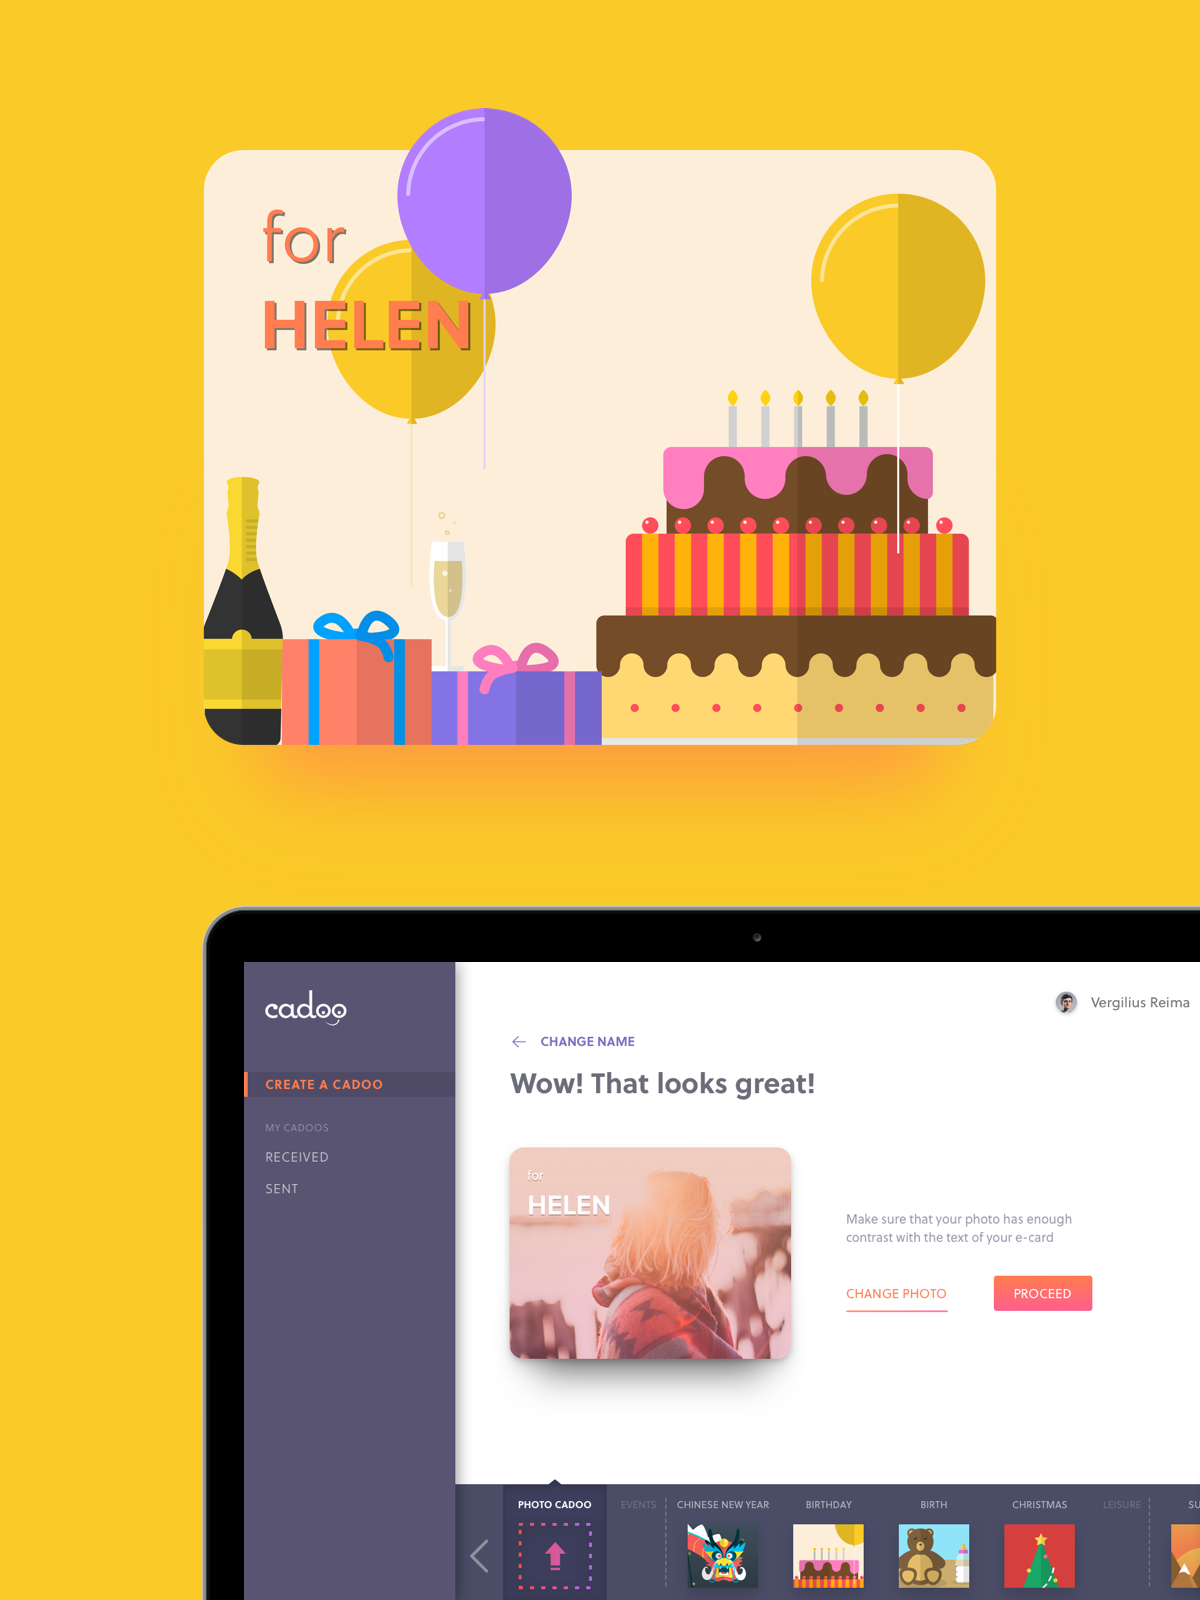 for
HELEN
cadoo
Vergilius Reima
CHANGE NAME
CREATE A CADOO
Wow! That looks great!
MY CADOOS
RECEIVED
SENT
for
HELEN
Make sure that your photo has enough
contrast with the text of your e-card
CHANGE PHOTO
PROCEED
PHOTO CADOO
EVENTS
CHINESE NEW YEAR
BIRTHDAY
BIRTH
CHRISTMAS
LEISURE